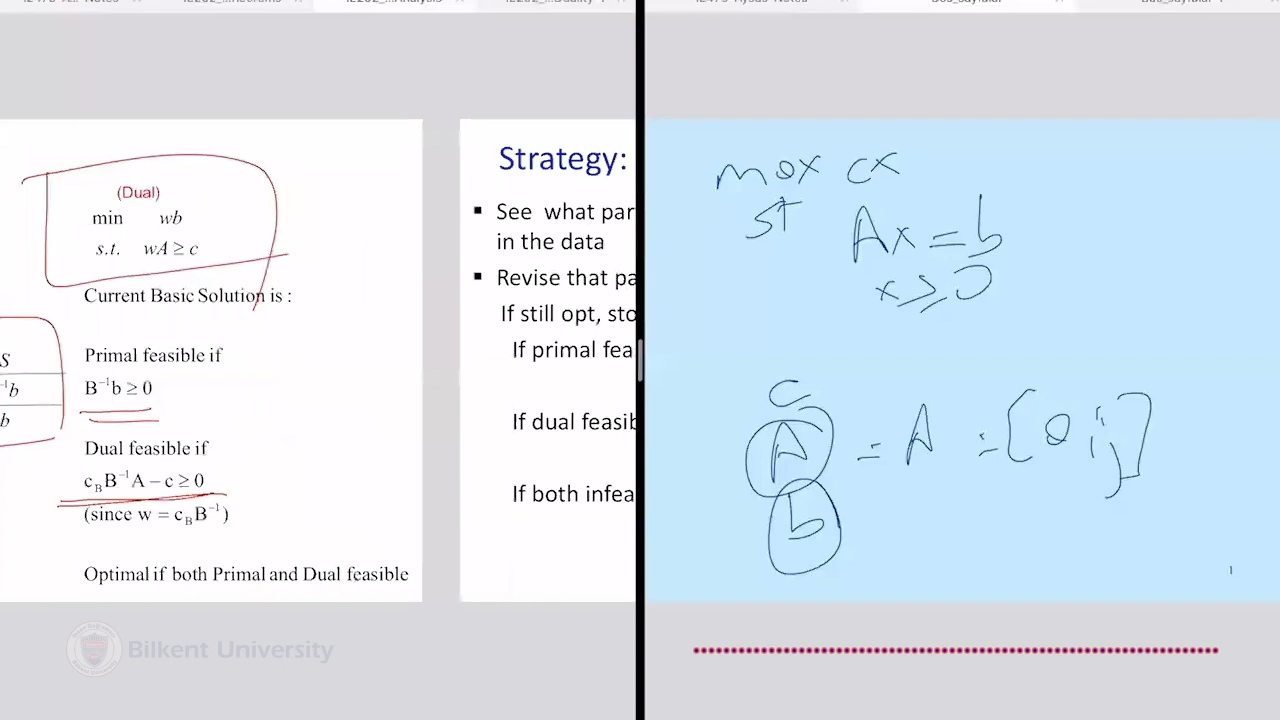 (Dual)
min wb
s.t. wA ≥ c
Current Basic Solution is :
S
Primal feasible if
⁻¹b
B⁻¹b ≥ 0
b
Dual feasible if
c_B B⁻¹A − c ≥ 0
(since w = c_B B⁻¹)
Optimal if both Primal and Dual feasible
Bilkent University
Strategy:
▪ See what par
in the data
▪ Revise that pa
If still opt, sto
If primal fea
If dual feasib
If both infea
max cx
st Ax = b
x ≥ 0
c
A = A = [a ij]
b
1